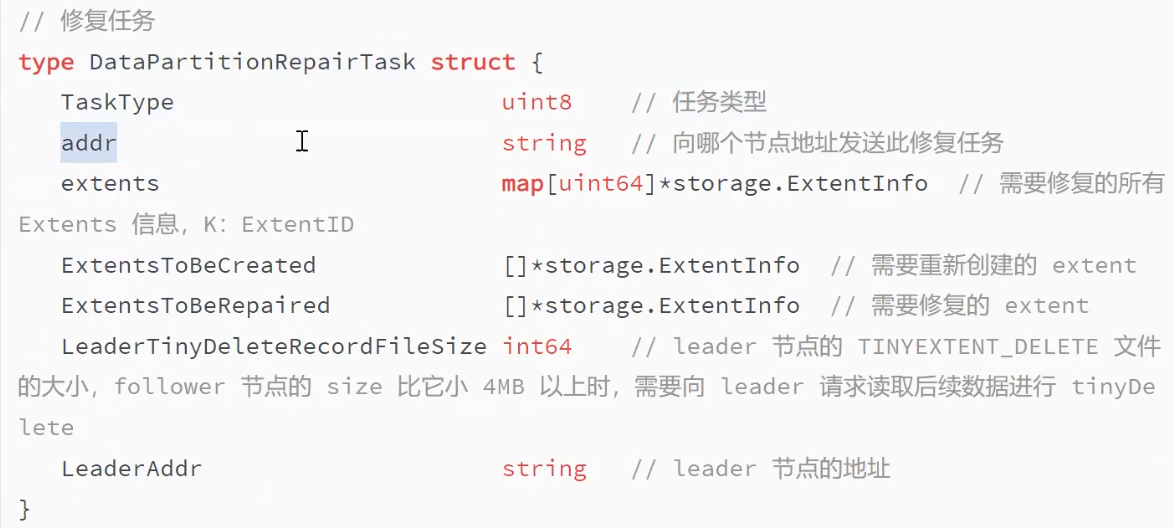 // 修复任务
type DataPartitionRepairTask struct {
TaskType uint8 // 任务类型
addr string // 向哪个节点地址发送此修复任务
extents map[uint64]*storage.ExtentInfo // 需要修复的所有
Extents 信息，K：ExtentID
ExtentsToBeCreated []*storage.ExtentInfo // 需要重新创建的 extent
ExtentsToBeRepaired []*storage.ExtentInfo // 需要修复的 extent
LeaderTinyDeleteRecordFileSize int64 // leader 节点的 TINYEXTENT_DELETE 文件
的大小，follower 节点的 size 比它小 4MB 以上时，需要向 leader 请求读取后续数据进行 tinyDe
lete
LeaderAddr string // leader 节点的地址
}